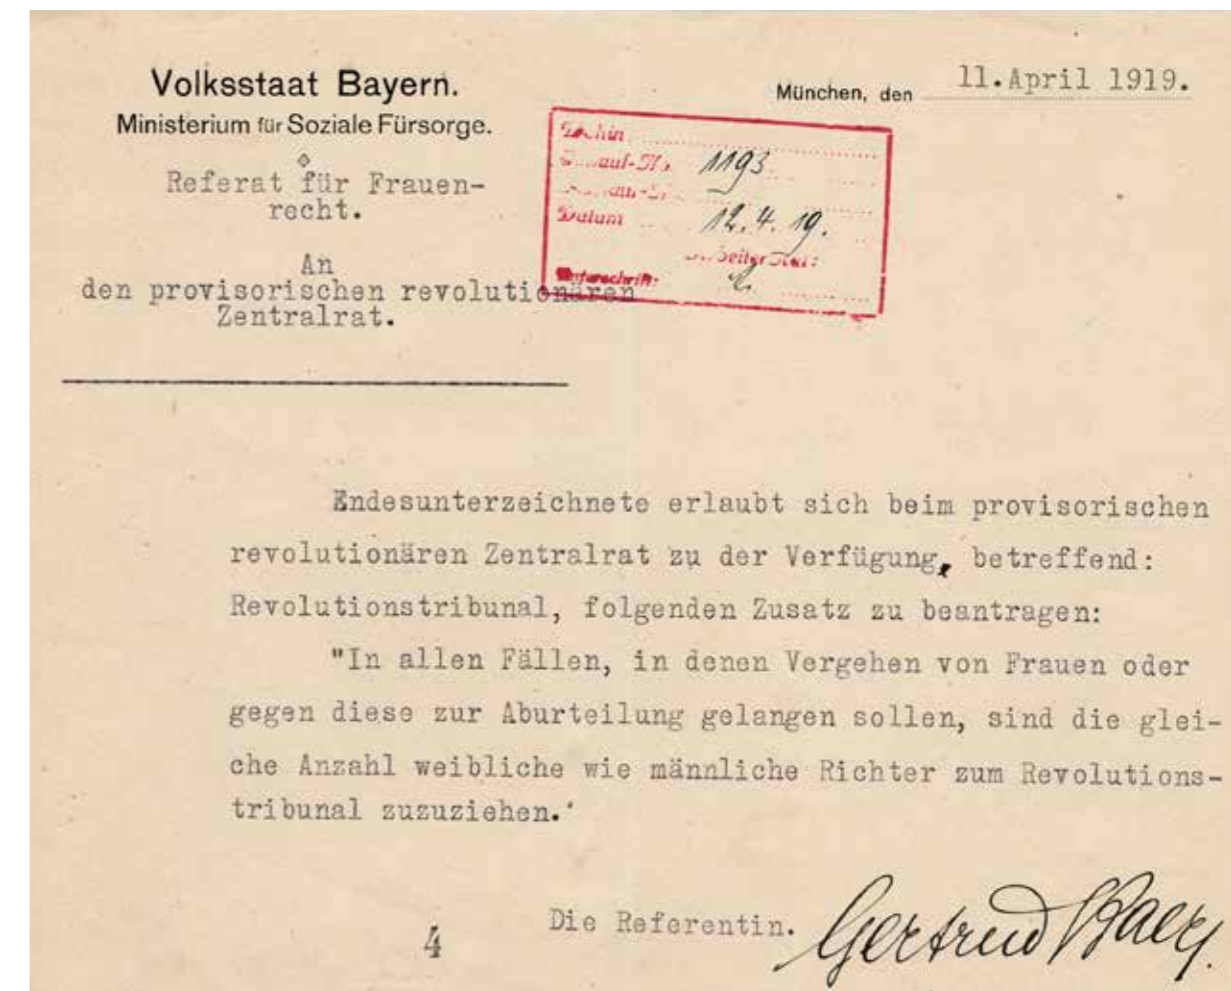 Volksstaat Bayern.
Ministerium für Soziale Fürsorge.
Referat für Frauen-
recht.
An
den provisorischen revolutionären
Zentralrat.
München, den 11.April 1919.
1193
Datum 12.4.19.
Unterschrift:
Endesunterzeichnete erlaubt sich beim provisorischen
revolutionären Zentralrat zu der Verfügung, betreffend:
Revolutionstribunal, folgenden Zusatz zu beantragen:
"In allen Fällen, in denen Vergehen von Frauen oder
gegen diese zur Aburteilung gelangen sollen, sind die glei-
che Anzahl weibliche wie männliche Richter zum Revolutions-
tribunal zuzuziehen.'
Die Referentin. Gertrud Baer.
4